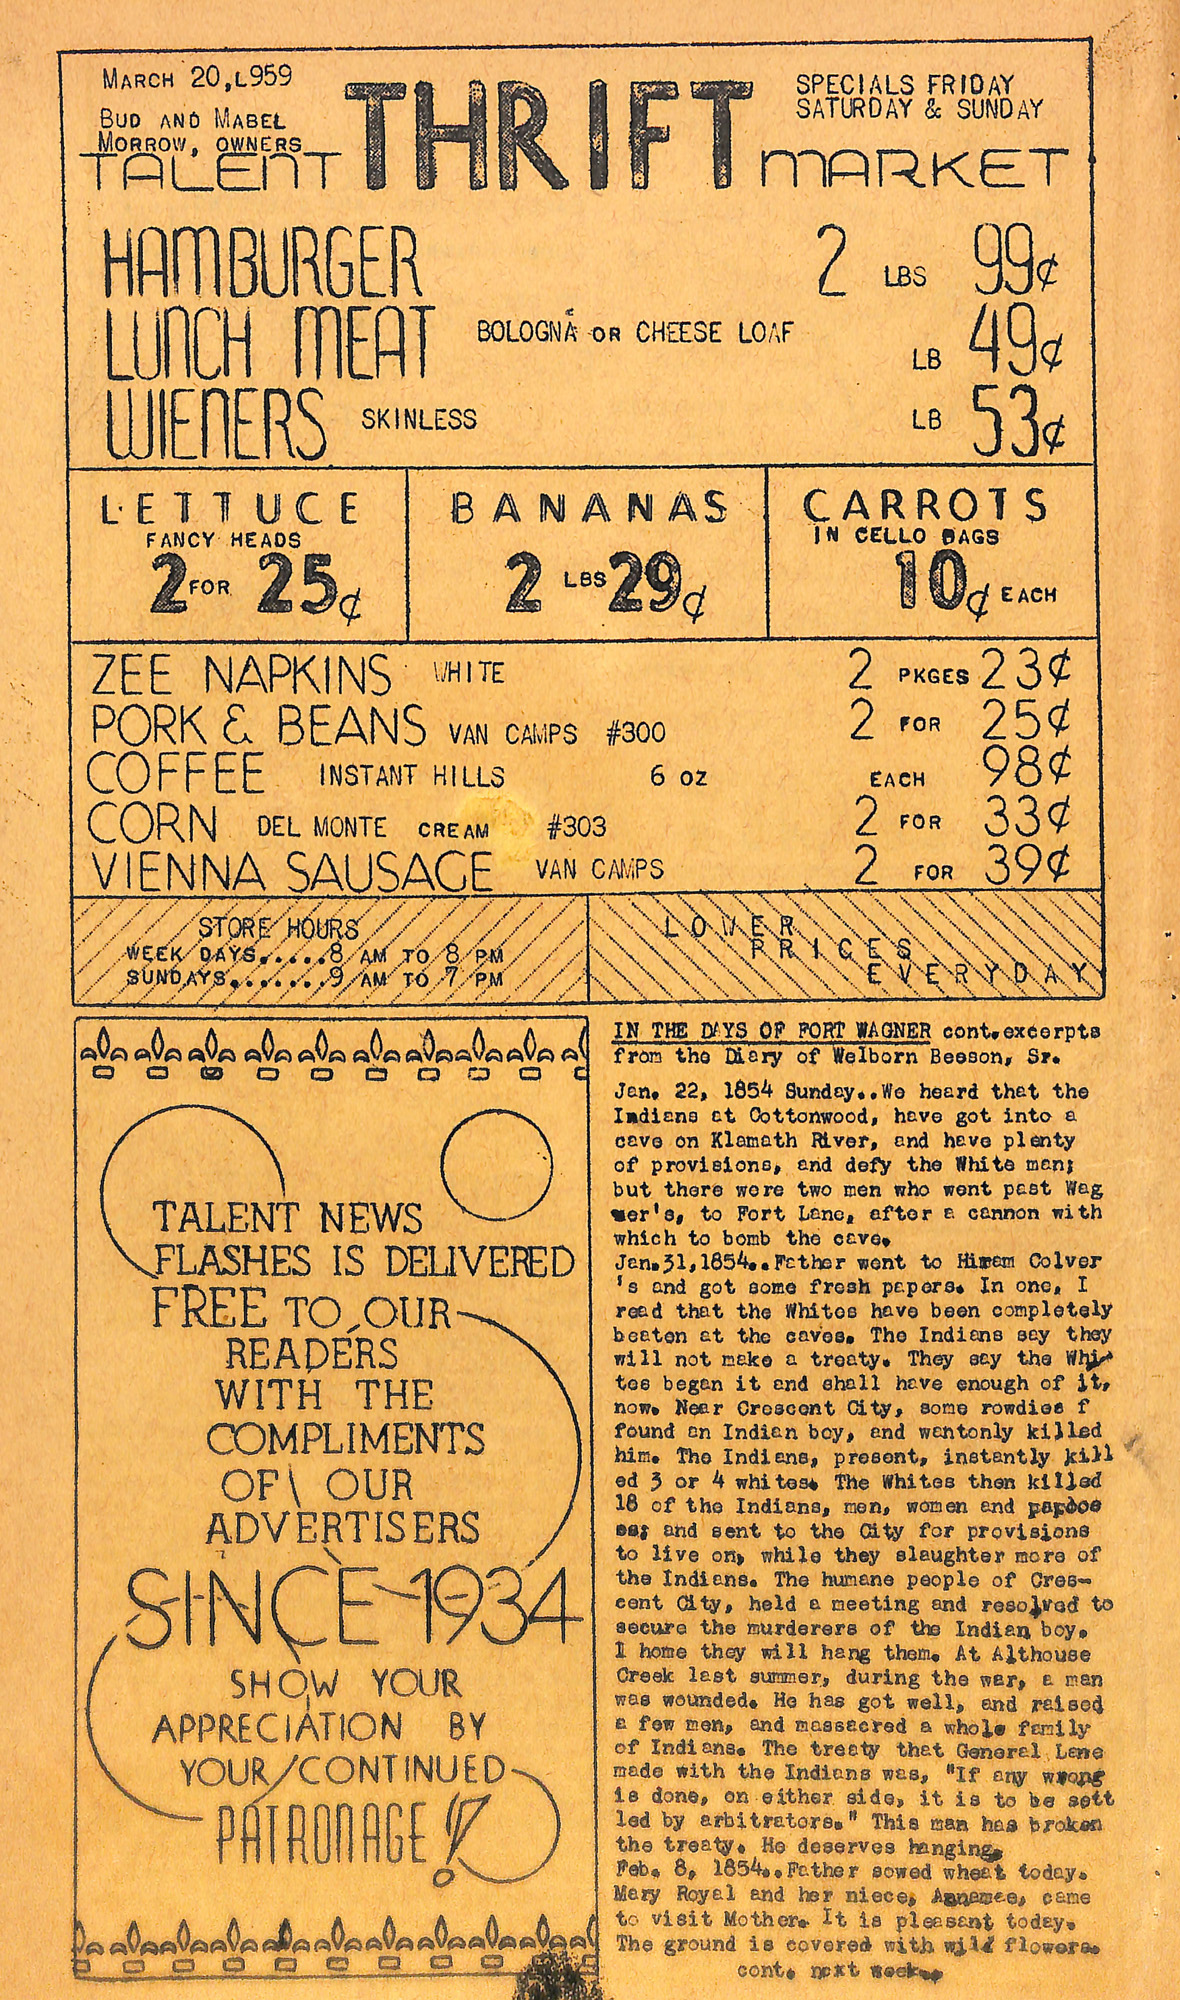 MARCH 20,L959
BUD AND MABEL
MORROW, OWNERS
SPECIALS FRIDAY
SATURDAY & SUNDAY
TALENT THRIFT MARKET
HAMBURGER 2 LBS 99¢
LUNCH MEAT BOLOGNA OR CHEESE LOAF LB 49¢
WIENERS SKINLESS LB 53¢
LETTUCE
FANCY HEADS
2 FOR 25¢
BANANAS
2 LBS 29¢
CARROTS
IN CELLO BAGS
10¢ EACH
ZEE NAPKINS WHITE 2 PKGES 23¢
PORK & BEANS VAN CAMPS #300 2 FOR 25¢
COFFEE INSTANT HILLS 6 OZ EACH 98¢
CORN DEL MONTE CREAM #303 2 FOR 33¢
VIENNA SAUSAGE VAN CAMPS 2 FOR 39¢
STORE HOURS
WEEK DAYS.....8 AM TO 8 PM
SUNDAYS.......9 AM TO 7 PM
LOWER
PRICES
EVERYDAY
TALENT NEWS
FLASHES IS DELIVERED
FREE TO OUR
READERS
WITH THE
COMPLIMENTS
OF OUR
ADVERTISERS
SINCE 1934
SHOW YOUR
APPRECIATION BY
YOUR CONTINUED
PATRONAGE!
IN THE DAYS OF FORT WAGNER cont.excerpts
from the Diary of Welborn Beeson, Sr.
Jan. 22, 1854 Sunday..We heard that the
Indians at Cottonwood, have got into a
cave on Klamath River, and have plenty
of provisions, and defy the White man;
but there were two men who went past Wag
ner's, to Fort Lane, after a cannon with
which to bomb the cave.
Jan.31,1854..Father went to Hiram Colver
's and got some fresh papers. In one, I
read that the Whites have been completely
beaten at the caves. The Indians say they
will not make a treaty. They say the Whi
tes began it and shall have enough of it,
now. Near Crescent City, some rowdies f
found an Indian boy, and wantonly killed
him. The Indians, present, instantly kill
ed 3 or 4 whites. The Whites then killed
18 of the Indians, men, women and papoos
es; and sent to the City for provisions
to live on, while they slaughter more of
the Indians. The humane people of Cres-
cent City, held a meeting and resolved to
secure the murderers of the Indian boy.
I home they will hang them. At Althouse
Creek last summer, during the war, a man
was wounded. He has got well, and raised
a few men, and massacred a whole family
of Indians. The treaty that General Lane
made with the Indians was, "If any wrong
is done, on either side, it is to be sett
led by arbitrators." This man has broken
the treaty. He deserves hanging.
Feb. 8, 1854..Father sowed wheat today.
Mary Royal and her niece, Annamae, came
to visit Mother. It is pleasant today.
The ground is covered with wild flowers.
cont. next week..